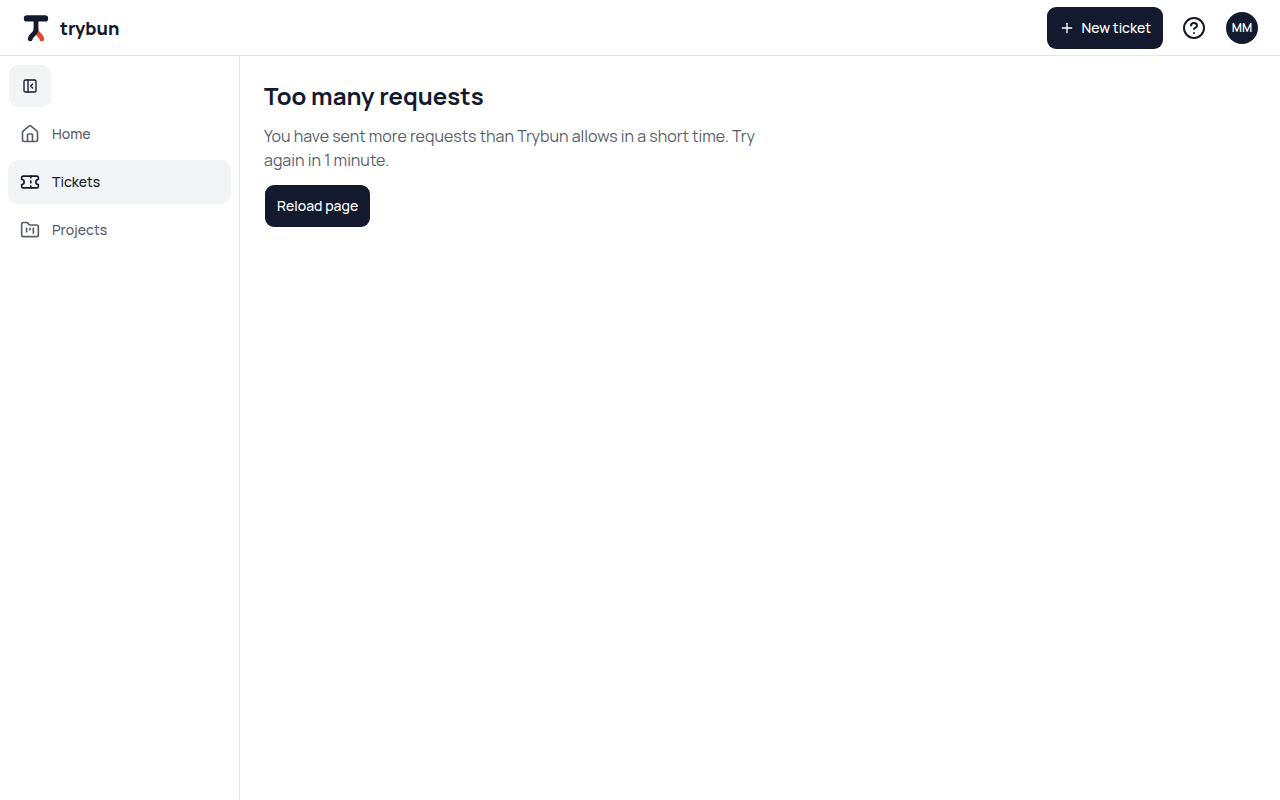 trybun
New ticket
MM
Home
Tickets
Projects
Too many requests
You have sent more requests than Trybun allows in a short time. Try
again in 1 minute.
Reload page